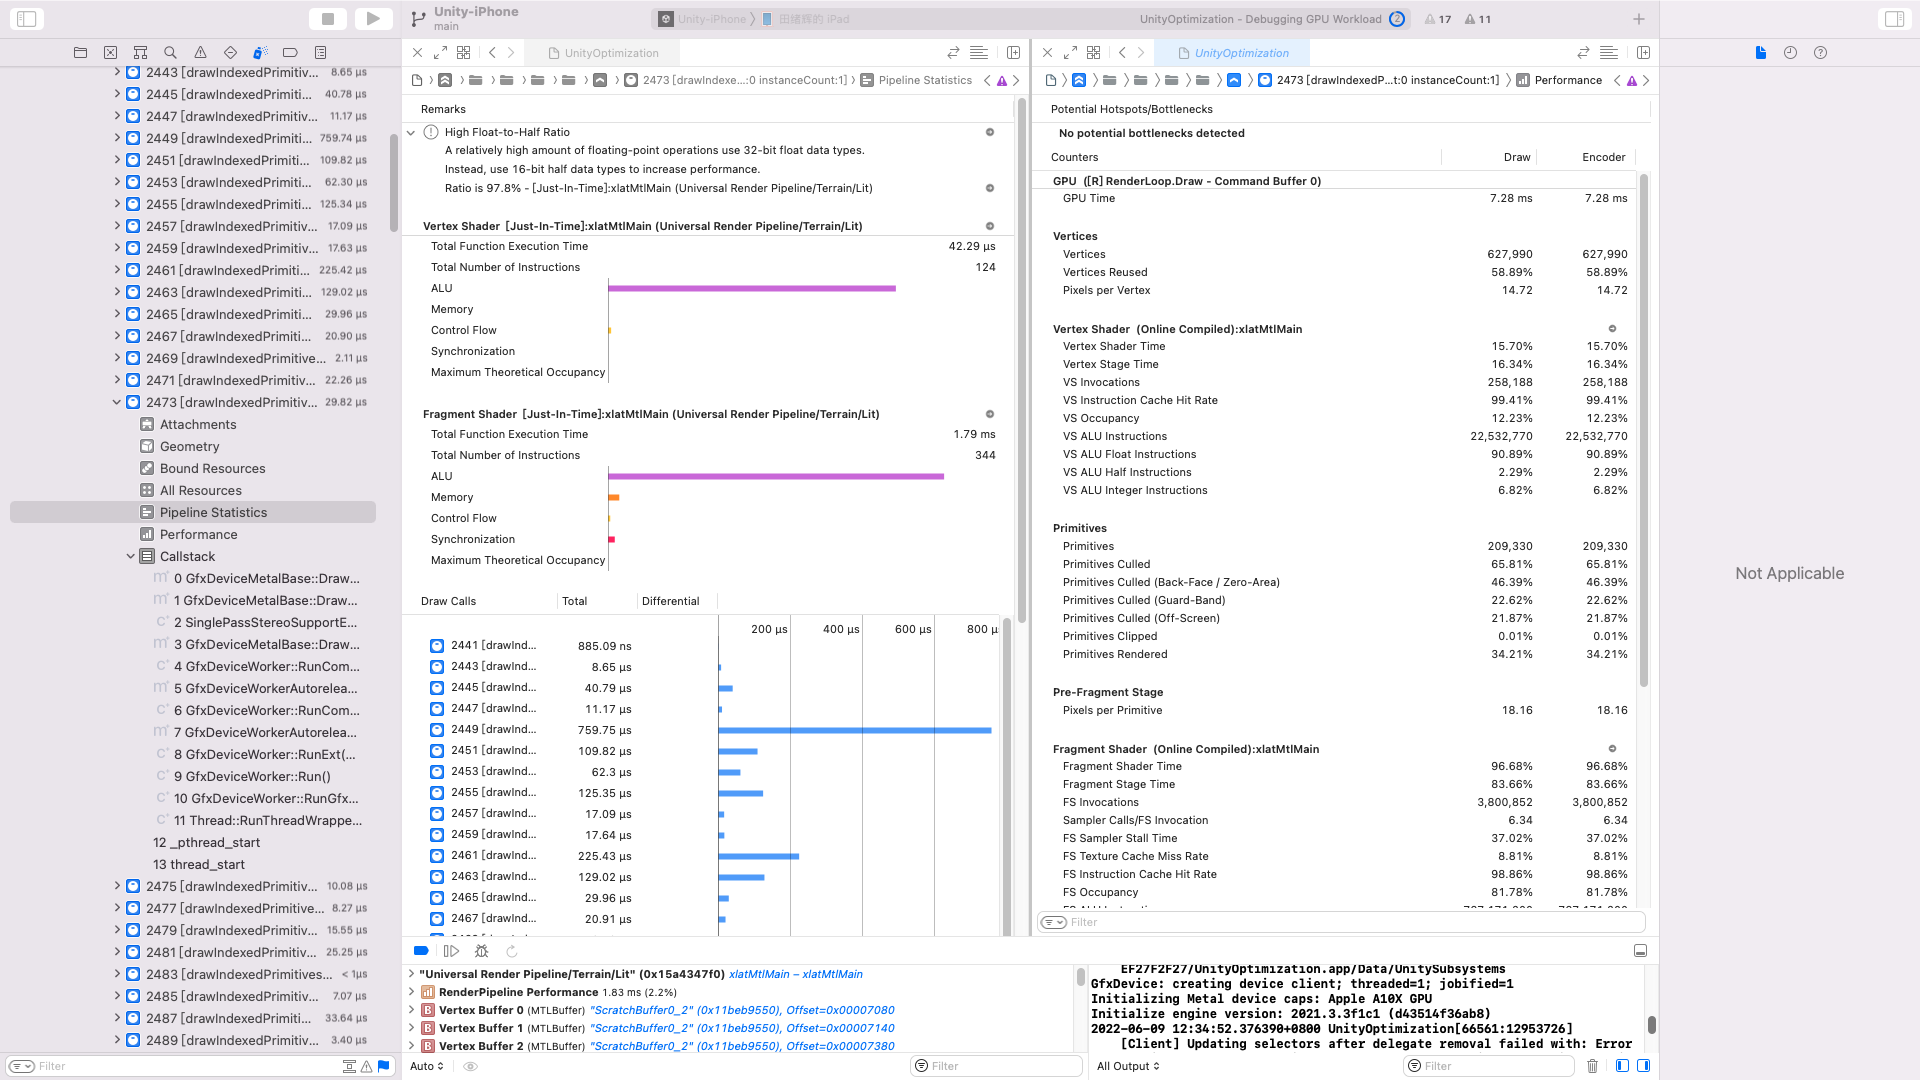 Unity-iPhone
main
Unity-iPhone
田绪辉的 iPad
UnityOptimization - Debugging GPU Workload
2
17
11
UnityOptimization
UnityOptimization
2473 [drawIndexe...:0 instanceCount:1]
Pipeline Statistics
2473 [drawIndexedP...t:0 instanceCount:1]
Performance
2443 [drawIndexedPrimitiv... 8.65 µs
2445 [drawIndexedPrimiti... 40.78 µs
2447 [drawIndexedPrimitiv... 11.17 µs
2449 [drawIndexedPrimi... 759.74 µs
2451 [drawIndexedPrimiti... 109.82 µs
2453 [drawIndexedPrimiti... 62.30 µs
2455 [drawIndexedPrimi... 125.34 µs
2457 [drawIndexedPrimiti... 17.09 µs
2459 [drawIndexedPrimiti... 17.63 µs
2461 [drawIndexedPrimi... 225.42 µs
2463 [drawIndexedPrimi... 129.02 µs
2465 [drawIndexedPrimiti... 29.96 µs
2467 [drawIndexedPrimiti... 20.90 µs
2469 [drawIndexedPrimitive... 2.11 µs
2471 [drawIndexedPrimitiv... 22.26 µs
2473 [drawIndexedPrimitiv... 29.82 µs
Attachments
Geometry
Bound Resources
All Resources
Pipeline Statistics
Performance
Callstack
0 GfxDeviceMetalBase::Draw...
1 GfxDeviceMetalBase::Draw...
2 SinglePassStereoSupportE...
3 GfxDeviceMetalBase::Draw...
4 GfxDeviceWorker::RunCom...
5 GfxDeviceWorkerAutorelea...
6 GfxDeviceWorker::RunCom...
7 GfxDeviceWorkerAutorelea...
8 GfxDeviceWorker::RunExt(...
9 GfxDeviceWorker::Run()
10 GfxDeviceWorker::RunGfx...
11 Thread::RunThreadWrappe...
12 _pthread_start
13 thread_start
2475 [drawIndexedPrimitiv... 10.08 µs
2477 [drawIndexedPrimitive... 8.27 µs
2479 [drawIndexedPrimitiv... 15.55 µs
2481 [drawIndexedPrimitiv... 25.25 µs
2483 [drawIndexedPrimitives... < 1µs
2485 [drawIndexedPrimitiv... 7.07 µs
2487 [drawIndexedPrimitiv... 33.64 µs
2489 [drawIndexedPrimitiv... 3.40 µs
Filter
Remarks
High Float-to-Half Ratio
A relatively high amount of floating-point operations use 32-bit float data types.
Instead, use 16-bit half data types to increase performance.
Ratio is 97.8% - [Just-In-Time]:xlatMtlMain (Universal Render Pipeline/Terrain/Lit)
Vertex Shader [Just-In-Time]:xlatMtlMain (Universal Render Pipeline/Terrain/Lit)
Total Function Execution Time 42.29 µs
Total Number of Instructions 124
ALU
Memory
Control Flow
Synchronization
Maximum Theoretical Occupancy
Fragment Shader [Just-In-Time]:xlatMtlMain (Universal Render Pipeline/Terrain/Lit)
Total Function Execution Time 1.79 ms
Total Number of Instructions 344
ALU
Memory
Control Flow
Synchronization
Maximum Theoretical Occupancy
Draw Calls Total Differential
200 µs 400 µs 600 µs 800 µs
2441 [drawInd... 885.09 ns
2443 [drawInd... 8.65 µs
2445 [drawInd... 40.79 µs
2447 [drawInd... 11.17 µs
2449 [drawInd... 759.75 µs
2451 [drawInd... 109.82 µs
2453 [drawInd... 62.3 µs
2455 [drawInd... 125.35 µs
2457 [drawInd... 17.09 µs
2459 [drawInd... 17.64 µs
2461 [drawInd... 225.43 µs
2463 [drawInd... 129.02 µs
2465 [drawInd... 29.96 µs
2467 [drawInd... 20.91 µs
Potential Hotspots/Bottlenecks
No potential bottlenecks detected
Counters Draw Encoder
GPU ([R] RenderLoop.Draw - Command Buffer 0)
GPU Time 7.28 ms 7.28 ms
Vertices
Vertices 627,990 627,990
Vertices Reused 58.89% 58.89%
Pixels per Vertex 14.72 14.72
Vertex Shader (Online Compiled):xlatMtlMain
Vertex Shader Time 15.70% 15.70%
Vertex Stage Time 16.34% 16.34%
VS Invocations 258,188 258,188
VS Instruction Cache Hit Rate 99.41% 99.41%
VS Occupancy 12.23% 12.23%
VS ALU Instructions 22,532,770 22,532,770
VS ALU Float Instructions 90.89% 90.89%
VS ALU Half Instructions 2.29% 2.29%
VS ALU Integer Instructions 6.82% 6.82%
Primitives
Primitives 209,330 209,330
Primitives Culled 65.81% 65.81%
Primitives Culled (Back-Face / Zero-Area) 46.39% 46.39%
Primitives Culled (Guard-Band) 22.62% 22.62%
Primitives Culled (Off-Screen) 21.87% 21.87%
Primitives Clipped 0.01% 0.01%
Primitives Rendered 34.21% 34.21%
Pre-Fragment Stage
Pixels per Primitive 18.16 18.16
Fragment Shader (Online Compiled):xlatMtlMain
Fragment Shader Time 96.68% 96.68%
Fragment Stage Time 83.66% 83.66%
FS Invocations 3,800,852 3,800,852
Sampler Calls/FS Invocation 6.34 6.34
FS Sampler Stall Time 37.02% 37.02%
FS Texture Cache Miss Rate 8.81% 8.81%
FS Instruction Cache Hit Rate 98.86% 98.86%
FS Occupancy 81.78% 81.78%
Filter
Not Applicable
"Universal Render Pipeline/Terrain/Lit" (0x15a4347f0) xlatMtlMain – xlatMtlMain
RenderPipeline Performance 1.83 ms (2.2%)
Vertex Buffer 0 (MTLBuffer) "ScratchBuffer0_2" (0x11beb9550), Offset=0x00007080
Vertex Buffer 1 (MTLBuffer) "ScratchBuffer0_2" (0x11beb9550), Offset=0x00007140
Vertex Buffer 2 (MTLBuffer) "ScratchBuffer0_2" (0x11beb9550), Offset=0x00007380
Auto
Filter
EF27F2F27/UnityOptimization.app/Data/UnitySubsystems
GfxDevice: creating device client; threaded=1; jobified=1
Initializing Metal device caps: Apple A10X GPU
Initialize engine version: 2021.3.3f1c1 (d43514f36ab8)
2022-06-09 12:34:52.376390+0800 UnityOptimization[66561:12953726]
[Client] Updating selectors after delegate removal failed with: Error
All Output
Filter